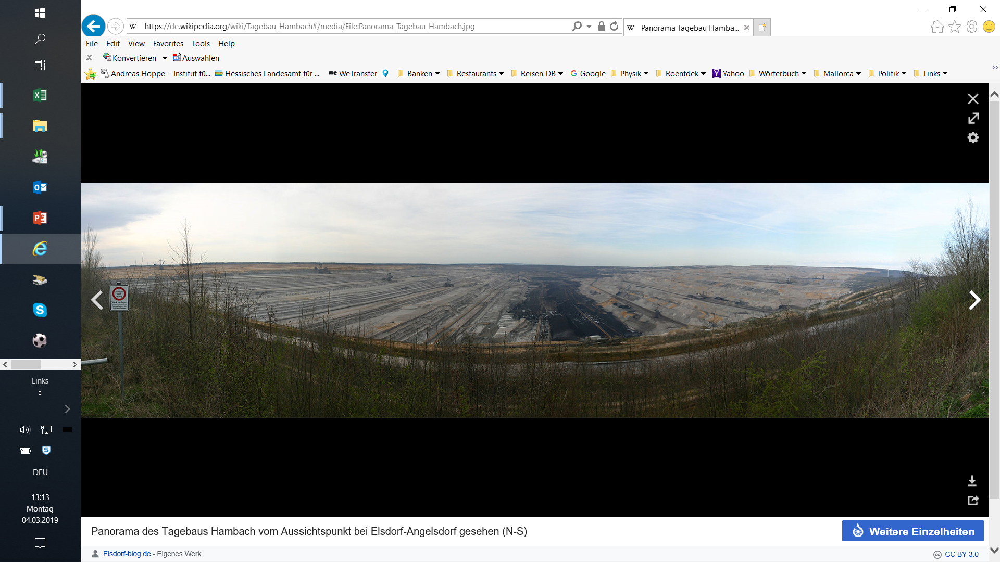 https://de.wikipedia.org/wiki/Tagebau_Hambach#/media/File:Panorama_Tagebau_Hambach.jpg
Panorama Tagebau Hamba...
File Edit View Favorites Tools Help
Konvertieren Auswählen
Andreas Hoppe – Institut fü... Hessisches Landesamt für ... WeTransfer Banken Restaurants Reisen DB Google Physik Roentdek Yahoo Wörterbuch Mallorca Politik Links
Links
DEU
13:13
Montag
04.03.2019
Panorama des Tagebaus Hambach vom Aussichtspunkt bei Elsdorf-Angelsdorf gesehen (N-S)
Weitere Einzelheiten
Elsdorf-blog.de - Eigenes Werk
CC BY 3.0